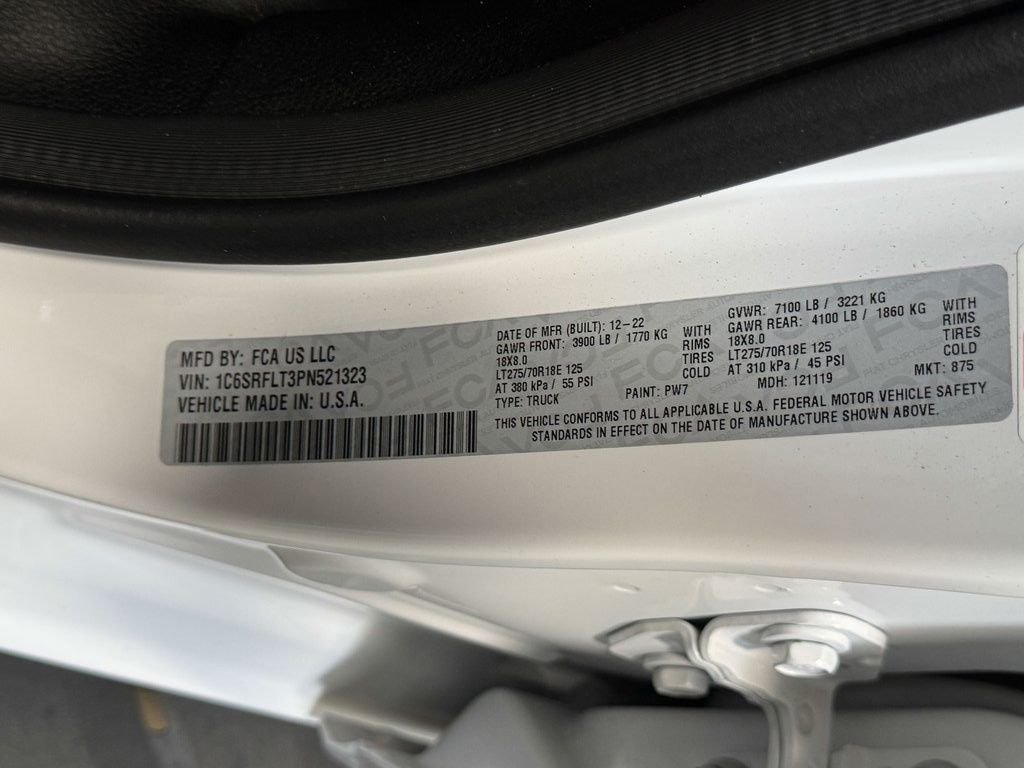 MFD BY: FCA US LLC
VIN: 1C6SRFLT3PN521323
VEHICLE MADE IN: U.S.A.
DATE OF MFR (BUILT): 12-22
GAWR FRONT: 3900 LB / 1770 KG WITH
18X8.0 RIMS
LT275/70R18E 125 TIRES
AT 380 kPa / 55 PSI COLD
TYPE: TRUCK PAINT: PW7
GVWR: 7100 LB / 3221 KG
GAWR REAR: 4100 LB / 1860 KG WITH
18X8.0 RIMS
LT275/70R18E 125 TIRES
AT 310 kPa / 45 PSI COLD
MDH: 121119 MKT: 875
THIS VEHICLE CONFORMS TO ALL APPLICABLE U.S.A. FEDERAL MOTOR VEHICLE SAFETY
STANDARDS IN EFFECT ON THE DATE OF MANUFACTURE SHOWN ABOVE.